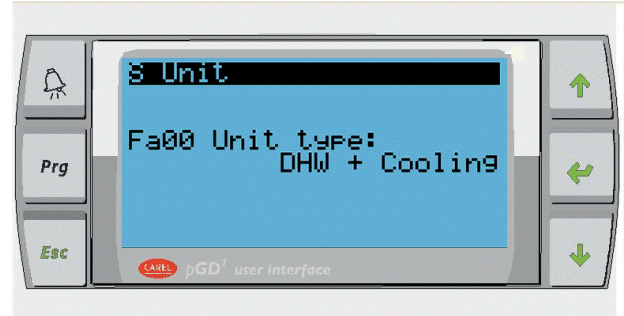 S Unit
Fa00 Unit type:
DHW + Cooling
Prg
Esc
CAREL pGD¹ user interface